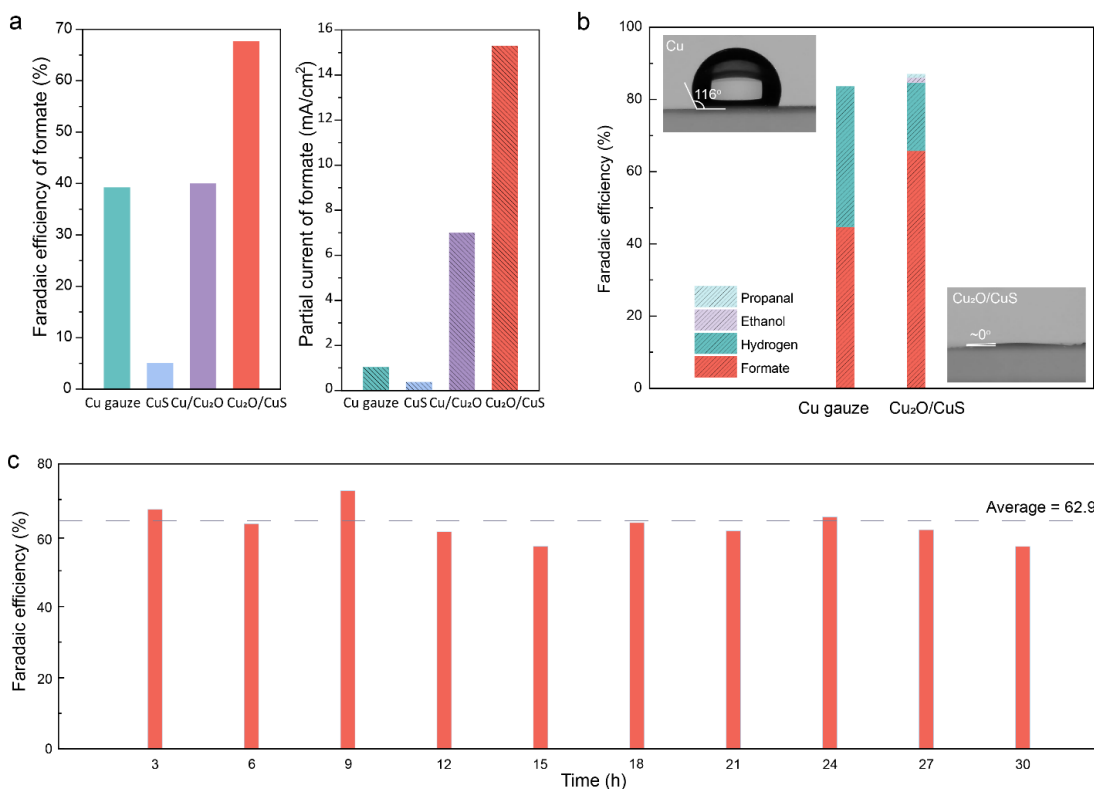 a
Faradaic efficiency of formate (%)
70
60
50
40
30
20
10
0
Cu gauze
CuS
Cu/Cu₂O
Cu₂O/CuS
Partial current of formate (mA/cm²)
16
14
12
10
8
6
4
2
0
Cu gauze
CuS
Cu/Cu₂O
Cu₂O/CuS
b
Faradaic efficiency (%)
100
80
60
40
20
0
Cu
116°
Propanal
Ethanol
Hydrogen
Formate
Cu₂O/CuS
~0°
Cu gauze
Cu₂O/CuS
c
Faradaic efficiency (%)
80
60
40
20
0
Average = 62.9
3
6
9
12
15
18
21
24
27
30
Time (h)